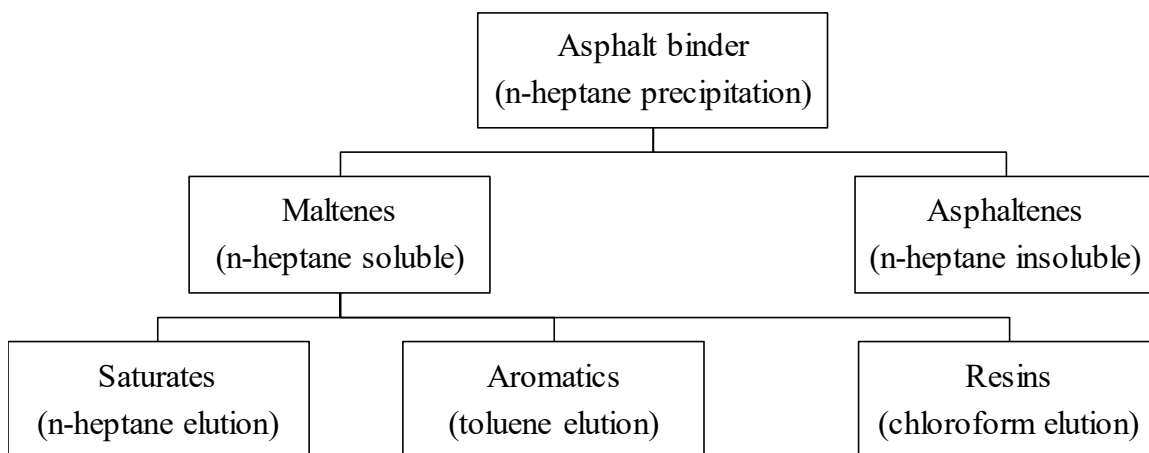 Asphalt binder
(n-heptane precipitation)
Maltenes
(n-heptane soluble)
Asphaltenes
(n-heptane insoluble)
Saturates
(n-heptane elution)
Aromatics
(toluene elution)
Resins
(chloroform elution)